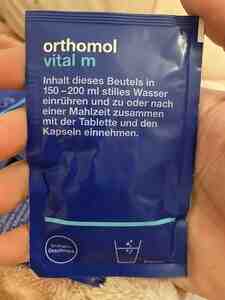 orthomol
vital m
Inhalt dieses Beutels in
150–200 ml stilles Wasser
einrühren und zu oder nach
einer Mahlzeit zusammen
mit der Tablette und den
Kapseln einnehmen.